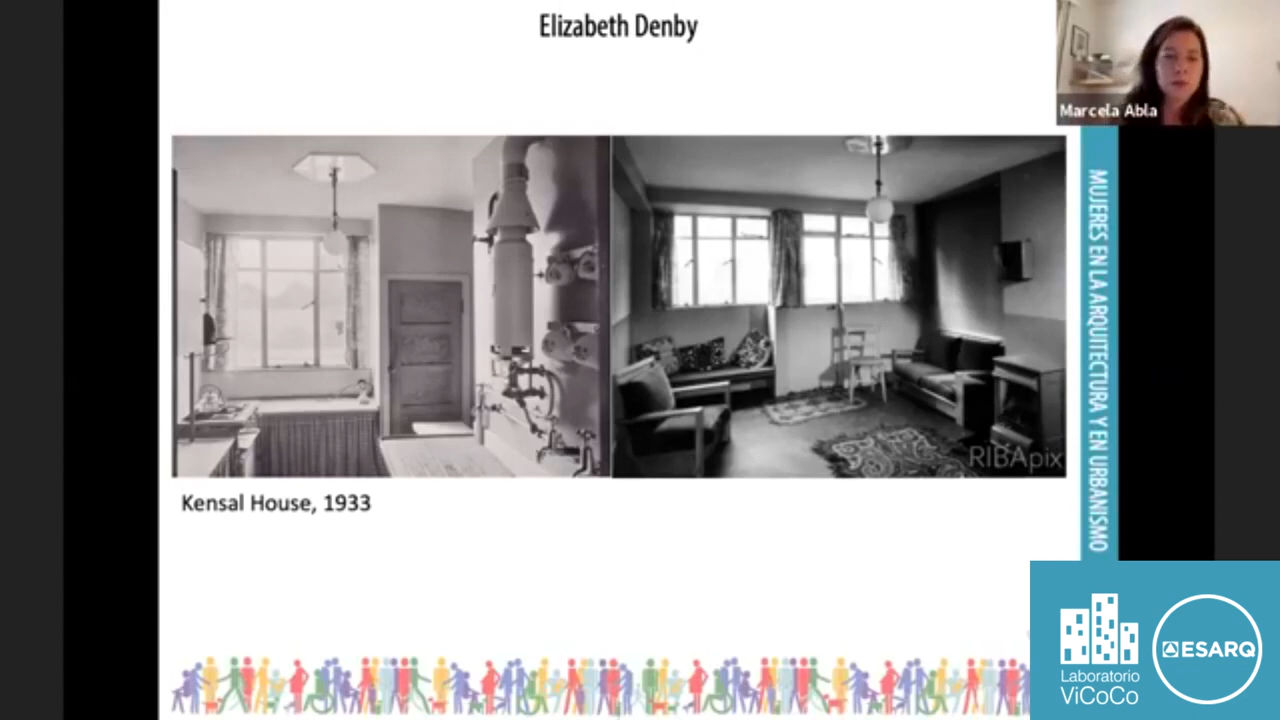 Elizabeth Denby
Marcela Abla
MUJERES EN LA ARQUITECTURA Y EN URBANISMO
RIBApix
Kensal House, 1933
Laboratorio
ViCoCo
ESARQ